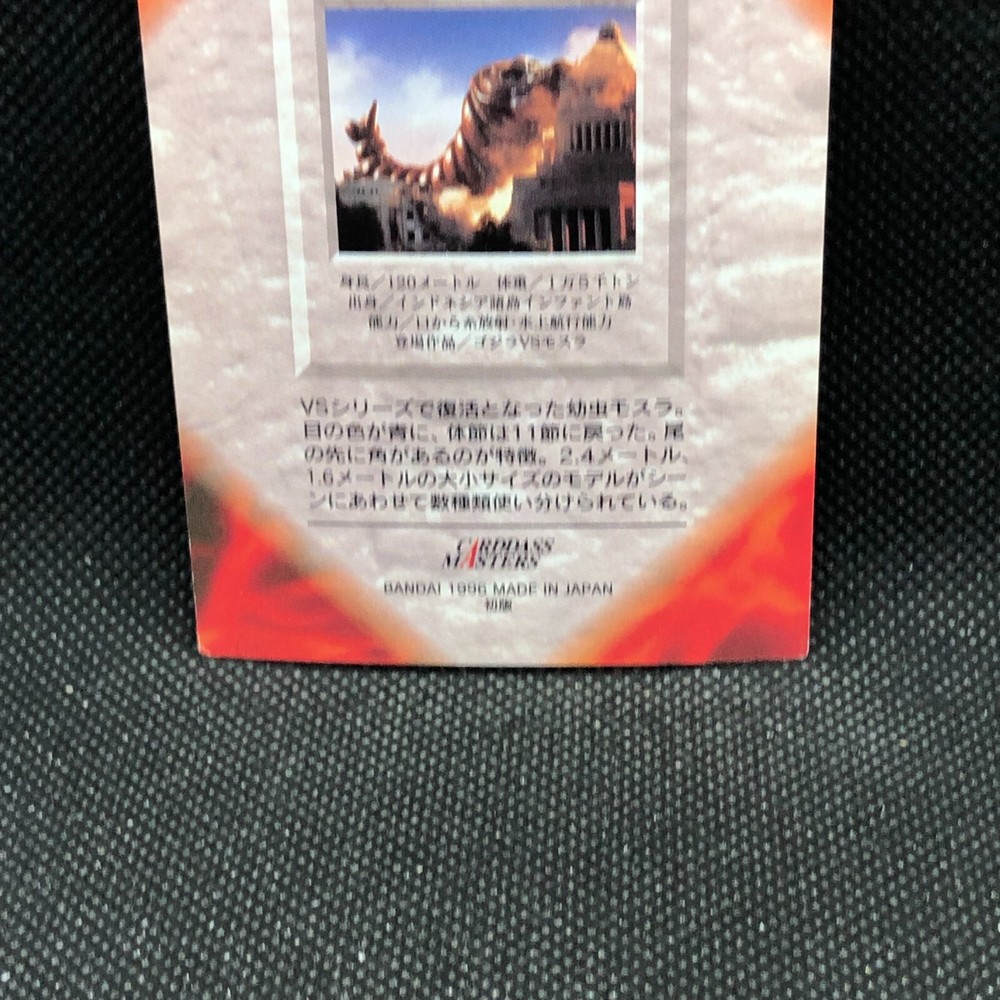 身長／120メートル　体重／1万5千トン
出身／インドネシア諸島インファント島
能力／口から糸放射・水上航行能力
登場作品／ゴジラVSモスラ
VSシリーズで復活となった幼虫モスラ。
目の色が青に、体節は11節に戻った。尾
の先に角があるのが特徴。2.4メートル、
1.6メートルの大小サイズのモデルがシー
ンにあわせて数種類使い分けられている。
CARDDASS
MASTERS
BANDAI 1996 MADE IN JAPAN
初版